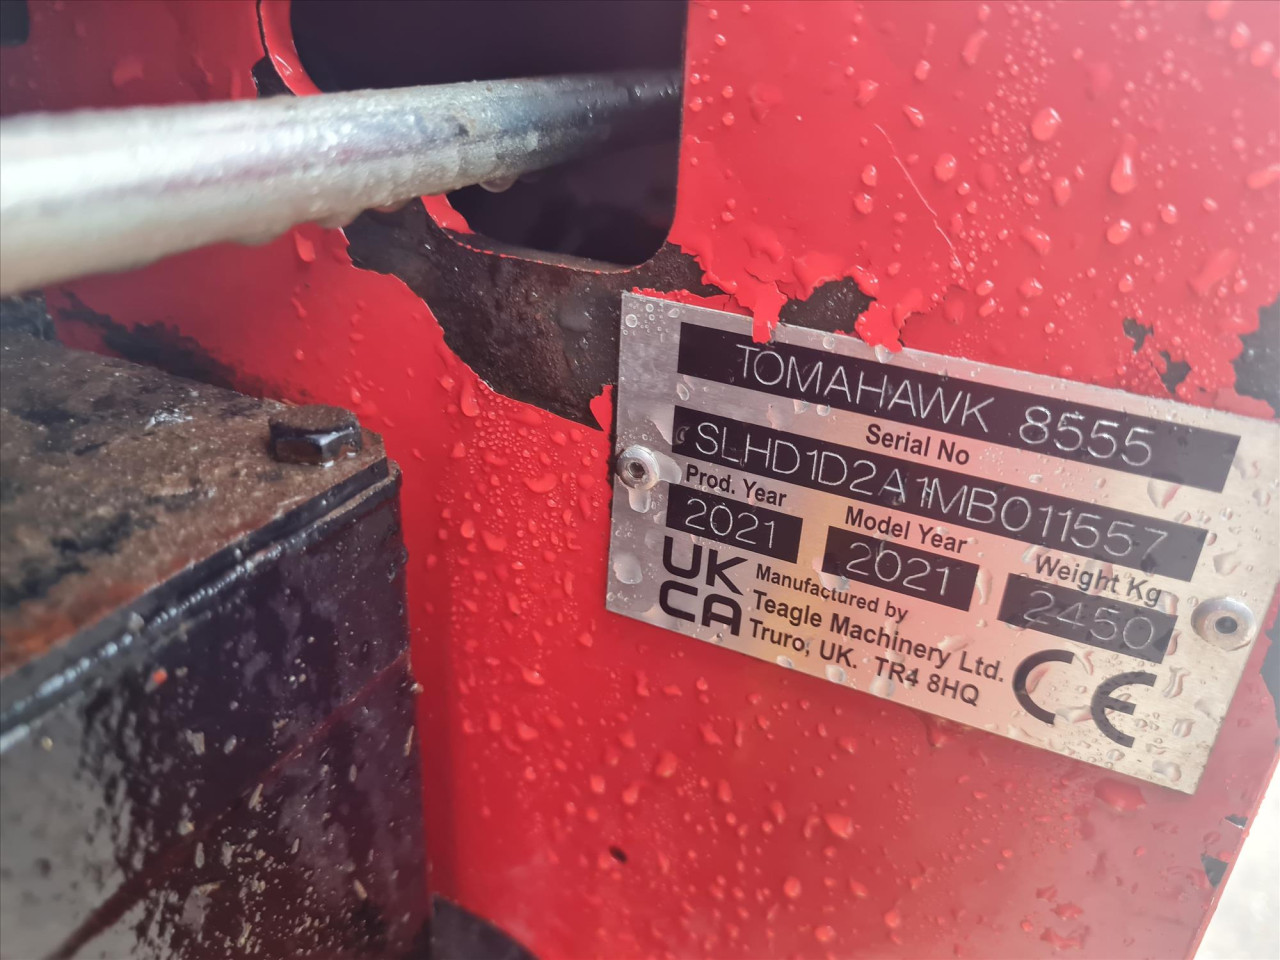 TOMAHAWK 8555
Serial No
SLHD1D2A1MB011557
Prod. Year
Model Year
Weight Kg
2021
2021
2450
UK
CA
Manufactured by
Teagle Machinery Ltd.
Truro, UK. TR4 8HQ
CE